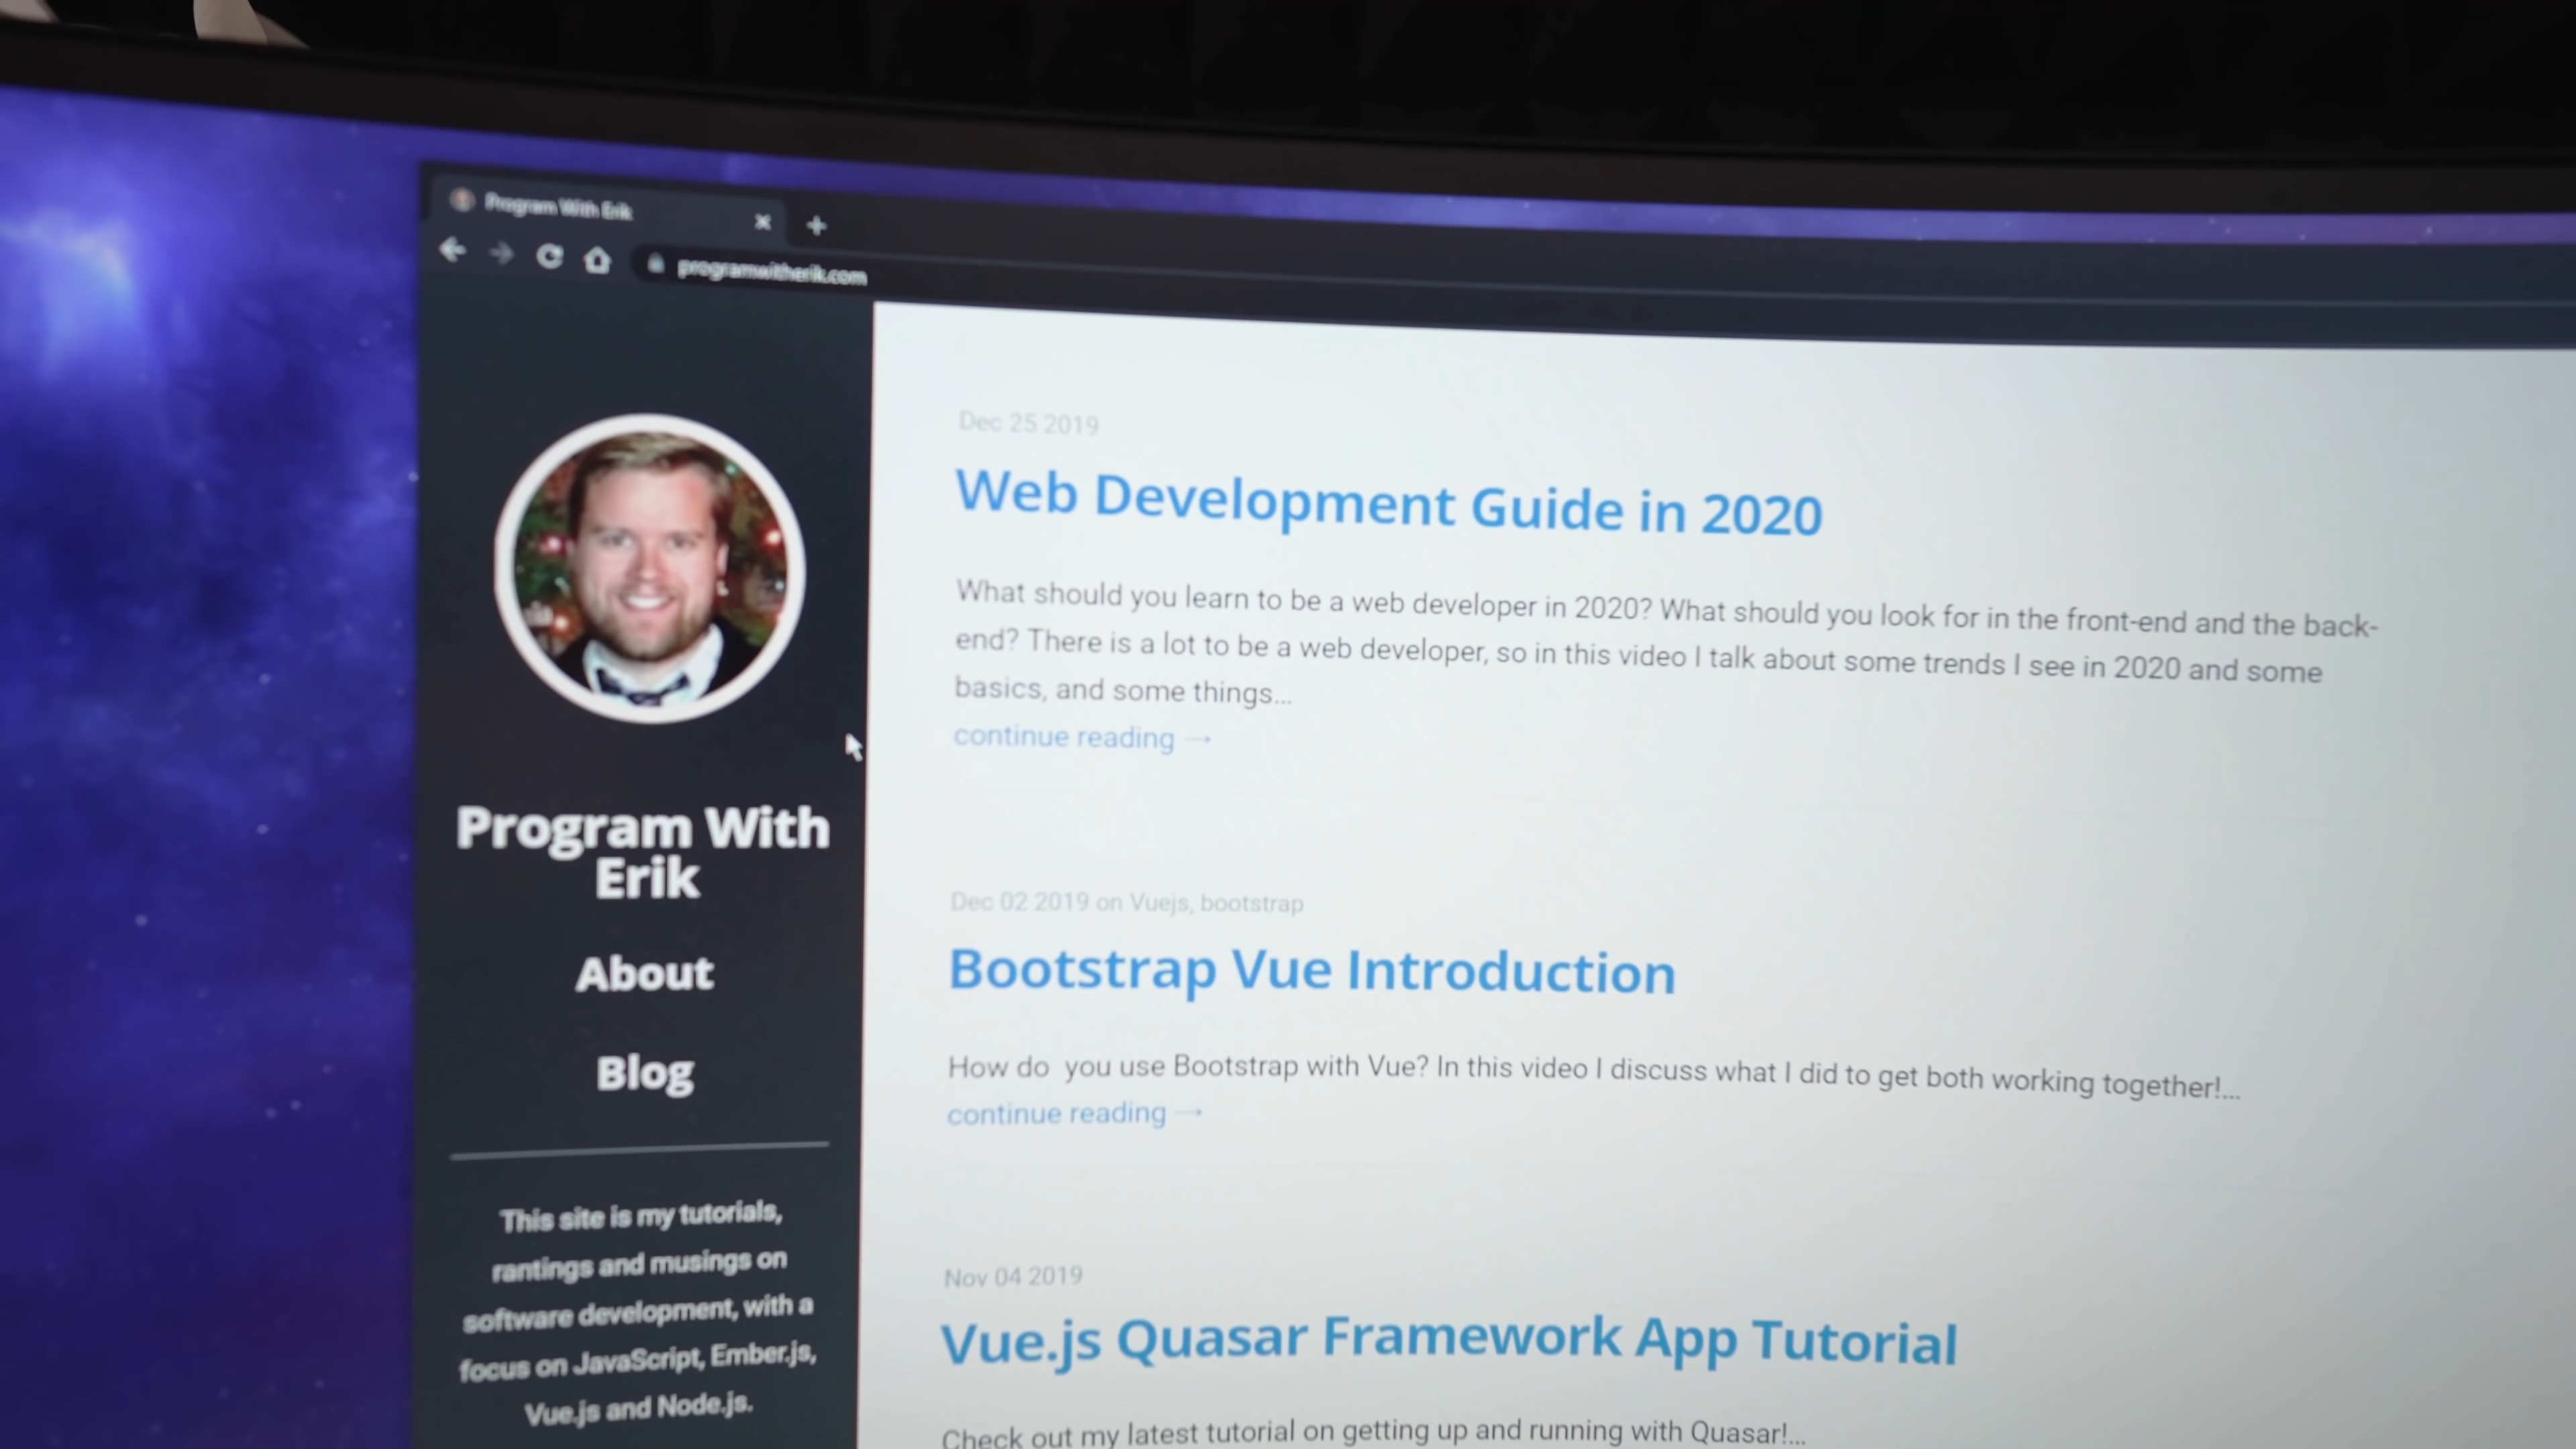 Program With Erik
programwitherik.com
Program With
Erik
About
Blog
This site is my tutorials,
rantings and musings on
software development, with a
focus on JavaScript, Ember.js,
Vue.js and Node.js.
Dec 25 2019
Web Development Guide in 2020
What should you learn to be a web developer in 2020? What should you look for in the front-end and the back-
end? There is a lot to be a web developer, so in this video I talk about some trends I see in 2020 and some
basics, and some things...
continue reading →
Dec 02 2019 on Vuejs, bootstrap
Bootstrap Vue Introduction
How do  you use Bootstrap with Vue? In this video I discuss what I did to get both working together!...
continue reading →
Nov 04 2019
Vue.js Quasar Framework App Tutorial
Check out my latest tutorial on getting up and running with Quasar!...